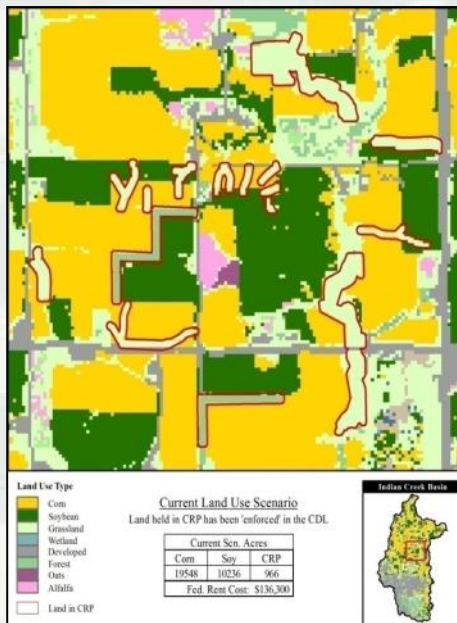 Land Use Type
Corn
Soybean
Grassland
Wetland
Developed
Forest
Oats
Alfalfa
Land in CRP
Current Land Use Scenario
Land held in CRP has been 'enforced' in the CDL
Current Scn. Acres
Corn Soy CRP
19548 10236 966
Fed. Rent Cost: $136,300
Indian Creek Basin